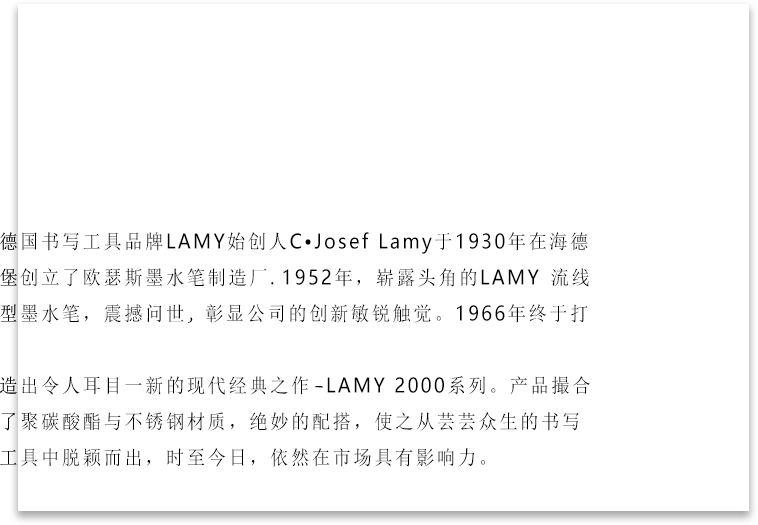 德国书写工具品牌LAMY始创人C•Josef Lamy于1930年在海德
堡创立了欧瑟斯墨水笔制造厂.1952年，崭露头角的LAMY 流线
型墨水笔，震撼问世, 彰显公司的创新敏锐触觉。1966年终于打
造出令人耳目一新的现代经典之作–LAMY 2000系列。产品撮合
了聚碳酸酯与不锈钢材质，绝妙的配搭，使之从芸芸众生的书写
工具中脱颖而出，时至今日，依然在市场具有影响力。